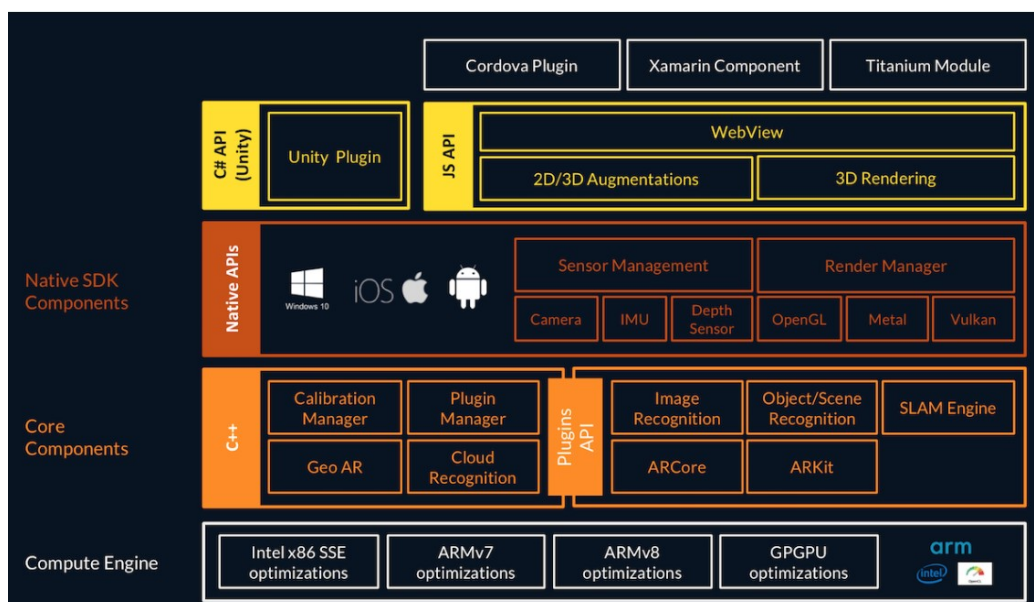 Cordova Plugin
Xamarin Component
Titanium Module
C# API
(Unity)
Unity Plugin
JS API
WebView
2D/3D Augmentations
3D Rendering
Native SDK
Components
Native APIs
Windows 10
iOS
Sensor Management
Render Manager
Camera
IMU
Depth
Sensor
OpenGL
Metal
Vulkan
Core
Components
C++
Calibration
Manager
Plugin
Manager
Geo AR
Cloud
Recognition
Plugins
API
Image
Recognition
Object/Scene
Recognition
SLAM Engine
ARCore
ARKit
Compute Engine
Intel x86 SSE
optimizations
ARMv7
optimizations
ARMv8
optimizations
GPGPU
optimizations
arm
intel